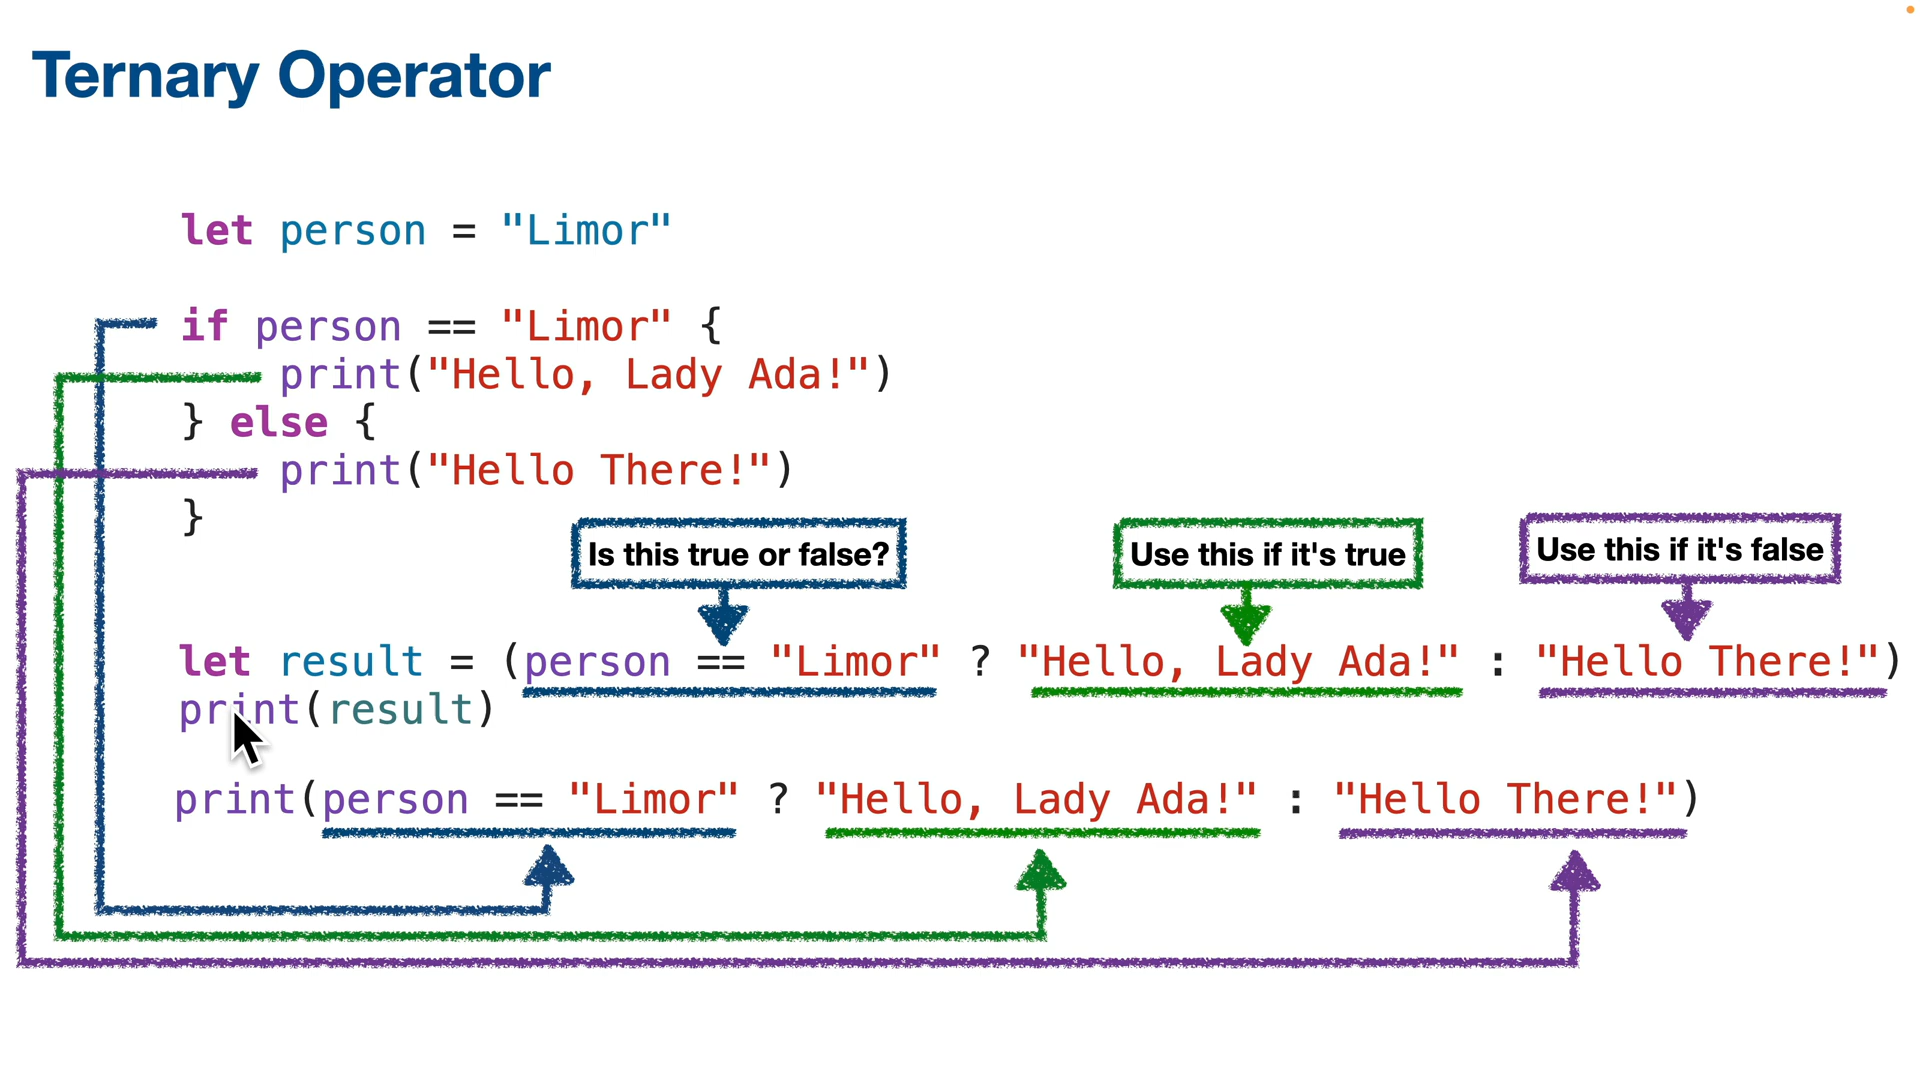 Ternary Operator
let person = "Limor"
if person == "Limor" {
print("Hello, Lady Ada!")
} else {
print("Hello There!")
}
Is this true or false?
Use this if it's true
Use this if it's false
let result = (person == "Limor" ? "Hello, Lady Ada!" : "Hello There!")
print(result)
print(person == "Limor" ? "Hello, Lady Ada!" : "Hello There!")